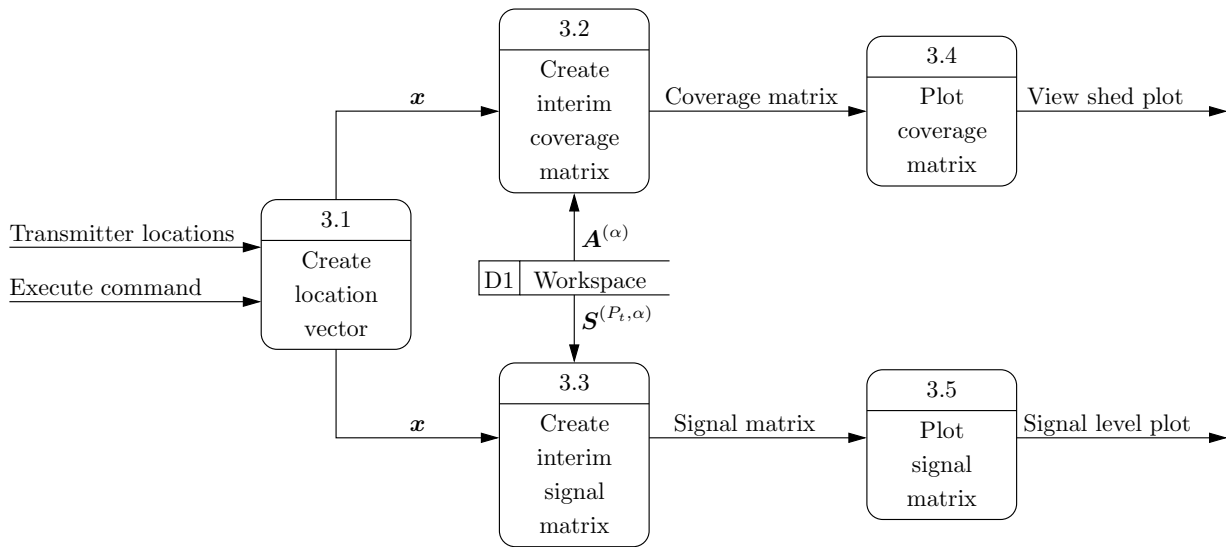 Transmitter locations
Execute command
3.1
Create
location
vector
x
x
3.2
Create
interim
coverage
matrix
A^(α)
D1 Workspace
S^(P_t,α)
3.3
Create
interim
signal
matrix
Coverage matrix
Signal matrix
3.4
Plot
coverage
matrix
3.5
Plot
signal
matrix
View shed plot
Signal level plot